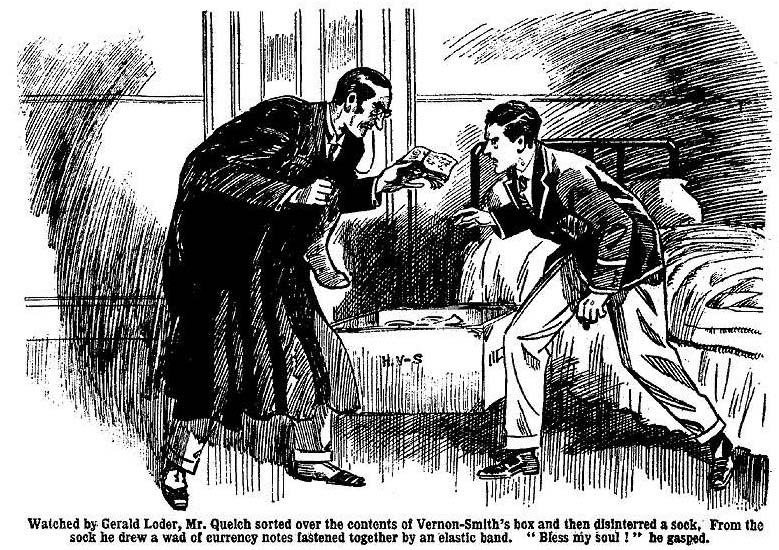 H.V-S
Watched by Gerald Loder, Mr. Quelch sorted over the contents of Vernon-Smith's box and then disinterred a sock, From the
sock he drew a wad of currency notes fastened together by an elastic band. "Bless my soul!" he gasped.